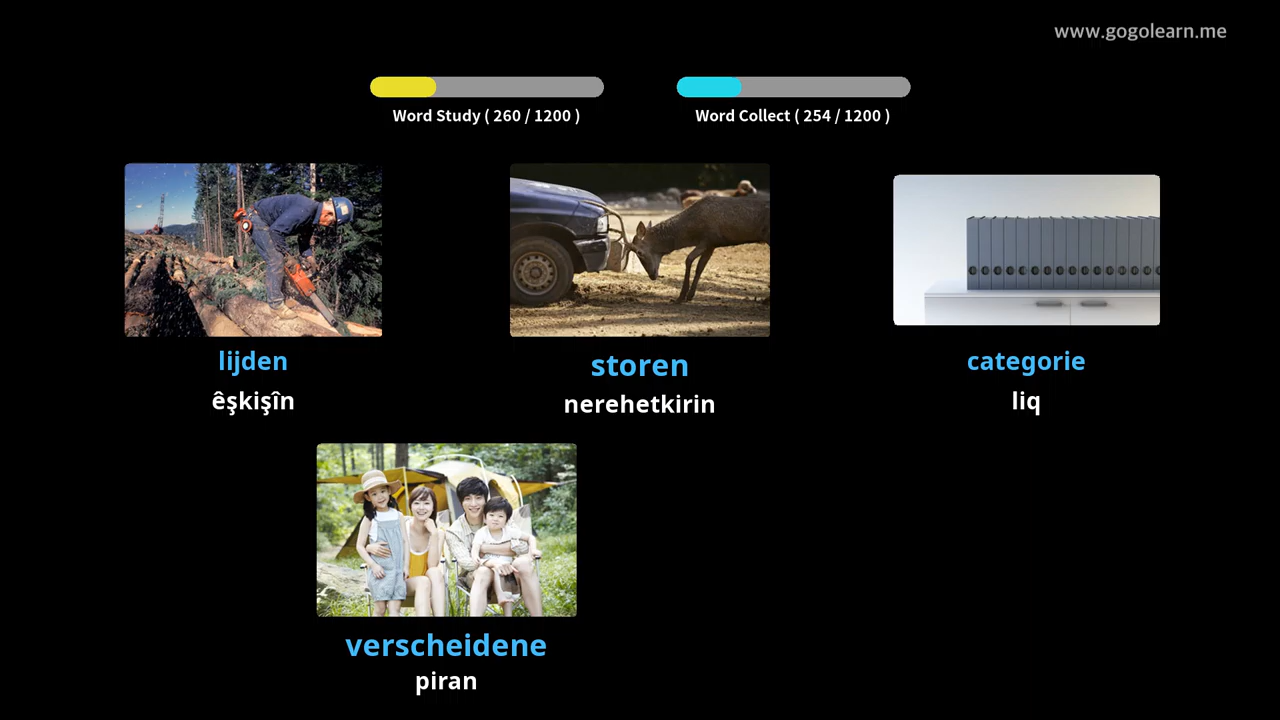 www.gogolearn.me
Word Study ( 260 / 1200 )
Word Collect ( 254 / 1200 )
lijden
êşkişîn
storen
nerehetkirin
categorie
liq
verscheidene
piran